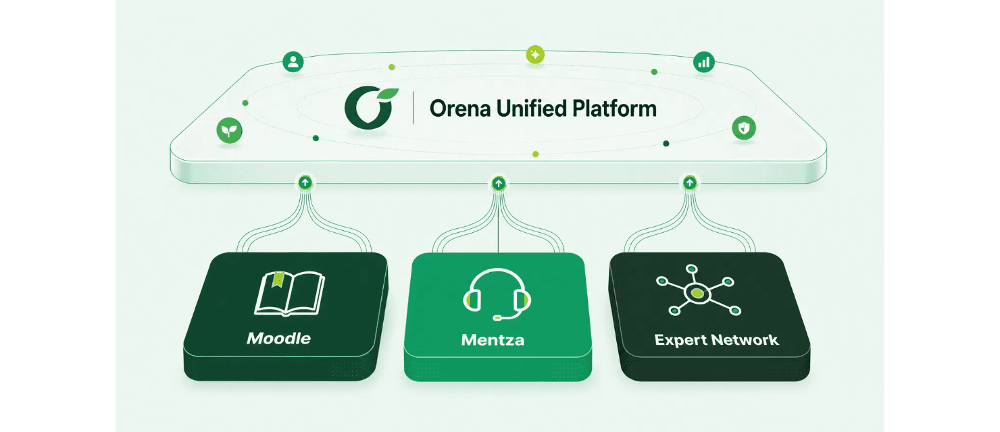 Orena Unified Platform
Moodle
Mentza
Expert Network